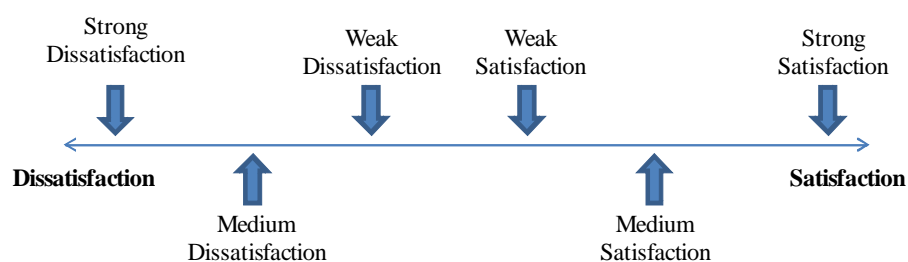 Strong
Dissatisfaction
Weak
Dissatisfaction
Weak
Satisfaction
Strong
Satisfaction
Dissatisfaction
Satisfaction
Medium
Dissatisfaction
Medium
Satisfaction